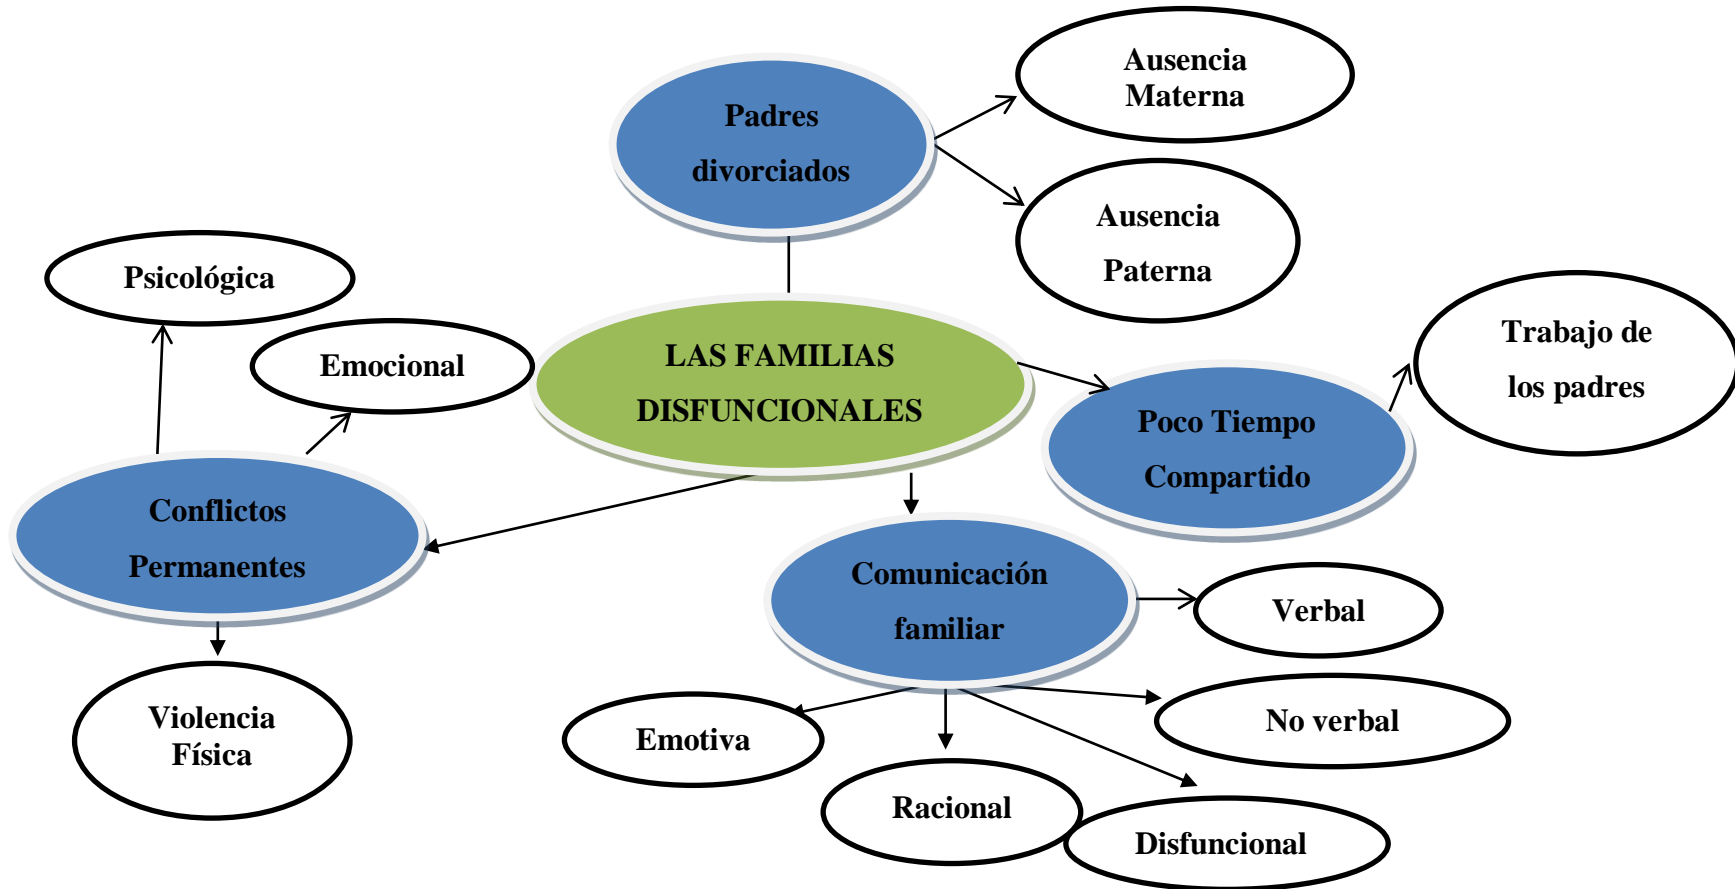 Ausencia
Materna
Padres
divorciados
Ausencia
Paterna
Psicológica
Emocional
LAS FAMILIAS
DISFUNCIONALES
Trabajo de
los padres
Poco Tiempo
Compartido
Conflictos
Permanentes
Comunicación
familiar
Verbal
Violencia
Física
Emotiva
No verbal
Racional
Disfuncional